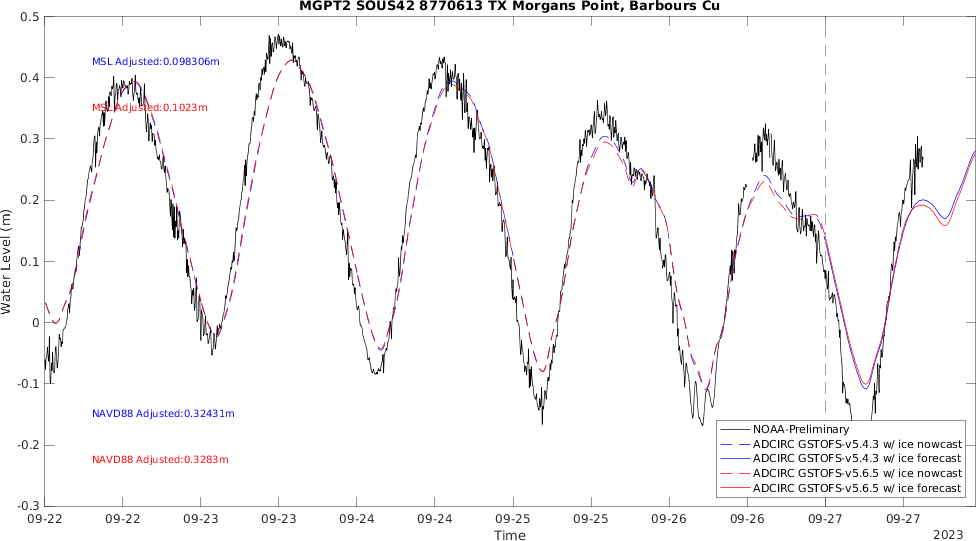 MGPT2 SOUS42 8770613 TX Morgans Point, Barbours Cu
0.5
0.4
0.3
0.2
0.1
0
-0.1
-0.2
-0.3
Water Level (m)
MSL Adjusted:0.098306m
MSL Adjusted:0.1023m
NAVD88 Adjusted:0.32431m
NAVD88 Adjusted:0.3283m
NOAA-Preliminary
ADCIRC GSTOFS-v5.4.3 w/ ice nowcast
ADCIRC GSTOFS-v5.4.3 w/ ice forecast
ADCIRC GSTOFS-v5.6.5 w/ ice nowcast
ADCIRC GSTOFS-v5.6.5 w/ ice forecast
09-22 09-22 09-23 09-23 09-24 09-24 09-25 09-25 09-26 09-26 09-27 09-27
Time
2023